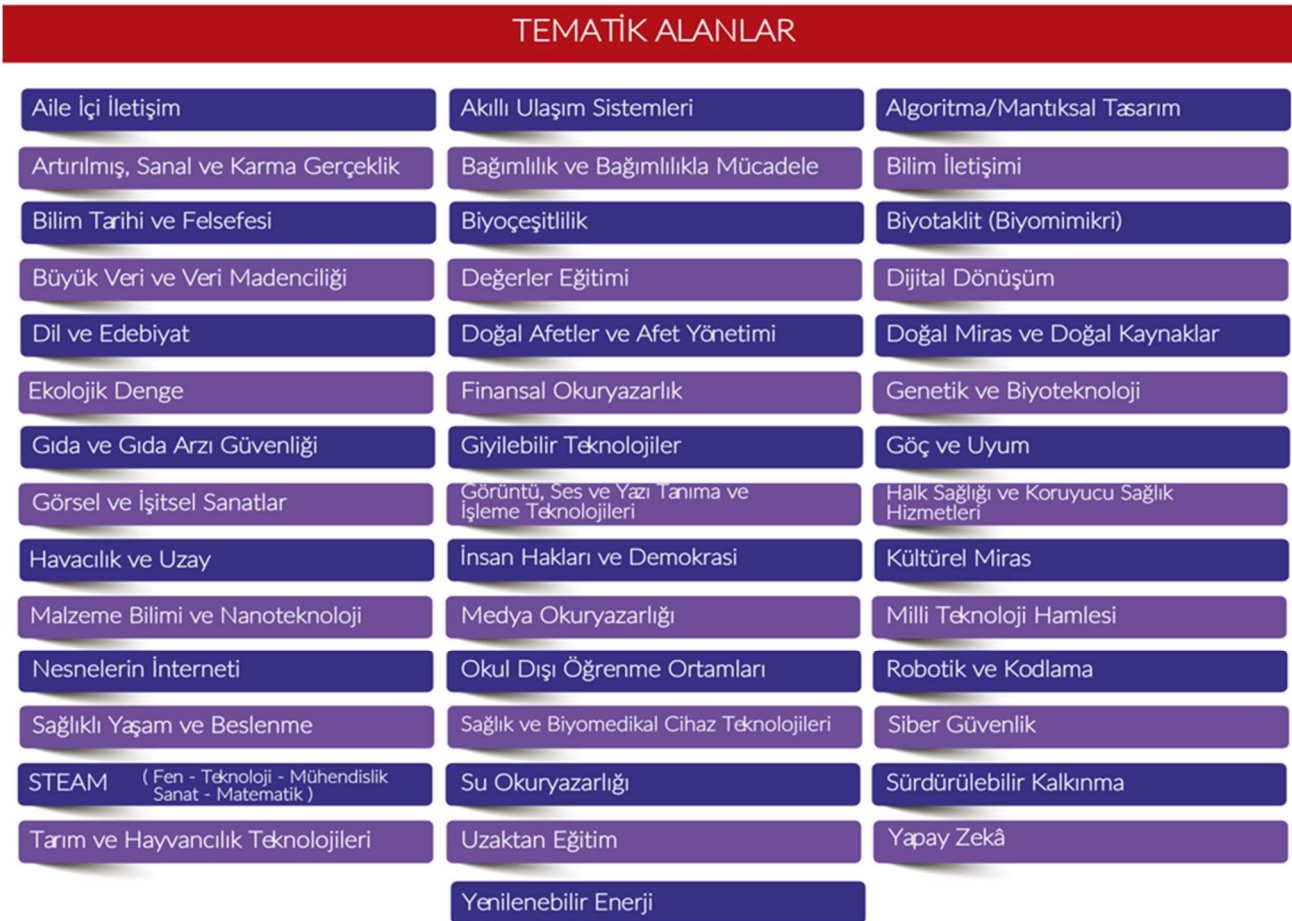 TEMATİK ALANLAR
Aile İçi İletişim
Akıllı Ulaşım Sistemleri
Algoritma/Mantıksal Tasarım
Artırılmış, Sanal ve Karma Gerçeklik
Bağımlılık ve Bağımlılıkla Mücadele
Bilim İletişimi
Bilim Tarihi ve Felsefesi
Biyoçeşitlilik
Biyotaklit (Biyomimikri)
Büyük Veri ve Veri Madenciliği
Değerler Eğitimi
Dijital Dönüşüm
Dil ve Edebiyat
Doğal Afetler ve Afet Yönetimi
Doğal Miras ve Doğal Kaynaklar
Ekolojik Denge
Finansal Okuryazarlık
Genetik ve Biyoteknoloji
Gıda ve Gıda Arzı Güvenliği
Giyilebilir Teknolojiler
Göç ve Uyum
Görsel ve İşitsel Sanatlar
Görüntü, Ses ve Yazı Tanıma ve
İşleme Teknolojileri
Halk Sağlığı ve Koruyucu Sağlık
Hizmetleri
Havacılık ve Uzay
İnsan Hakları ve Demokrasi
Kültürel Miras
Malzeme Bilimi ve Nanoteknoloji
Medya Okuryazarlığı
Milli Teknoloji Hamlesi
Nesnelerin İnterneti
Okul Dışı Öğrenme Ortamları
Robotik ve Kodlama
Sağlıklı Yaşam ve Beslenme
Sağlık ve Biyomedikal Cihaz Teknolojileri
Siber Güvenlik
STEAM (Fen - Teknoloji - Mühendislik
Sanat - Matematik)
Su Okuryazarlığı
Sürdürülebilir Kalkınma
Tarım ve Hayvancılık Teknolojileri
Uzaktan Eğitim
Yapay Zekâ
Yenilenebilir Enerji